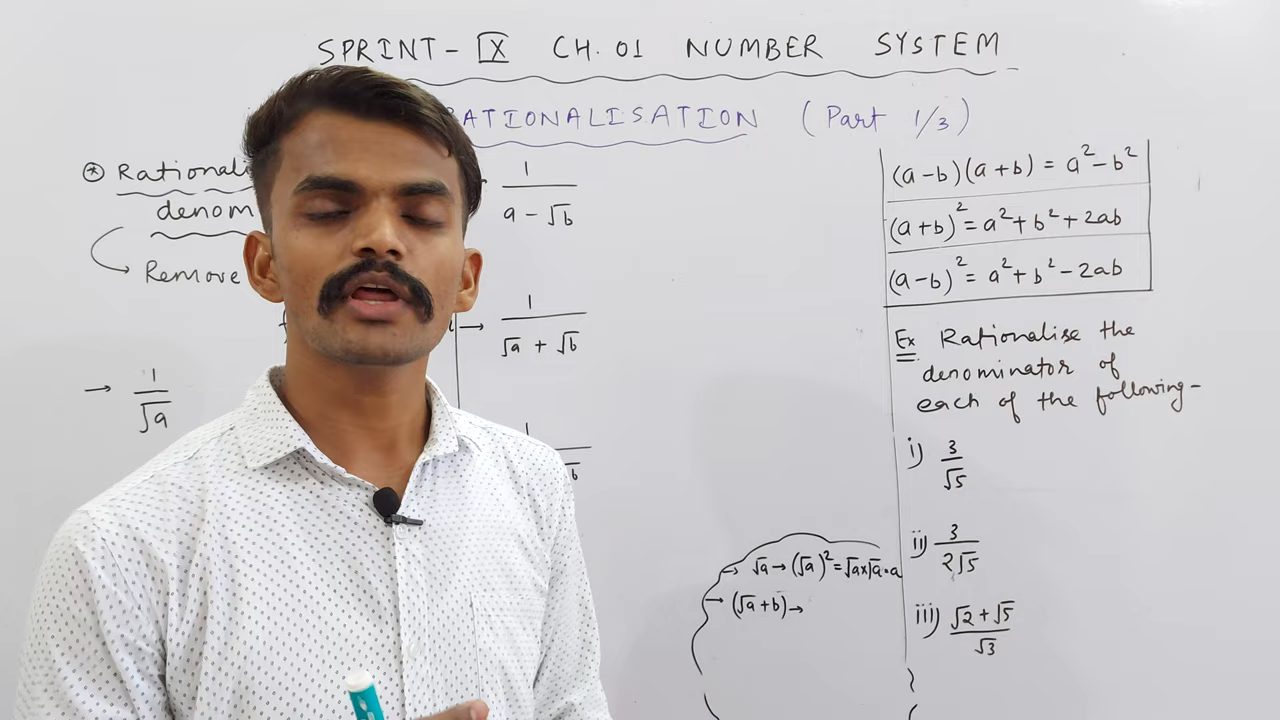 SPRINT-IX CH.01 NUMBER SYSTEM
RATIONALISATION (Part 1/3)
⊛
denom
Remove
→ 1/√a
1/(a-√b)
→ 1/(√a + √b)
1
(a-b)(a+b) = a²-b²
(a+b)² = a²+b²+2ab
(a-b)² = a²+b²-2ab
Ex. Rationalise the
denominator of
each of the following-
i) 3/√5
ii) 3/2√5
iii) (√2+√5)/√3
→ √a → (√a)² = √a×√a = a
→ (√a+b) →